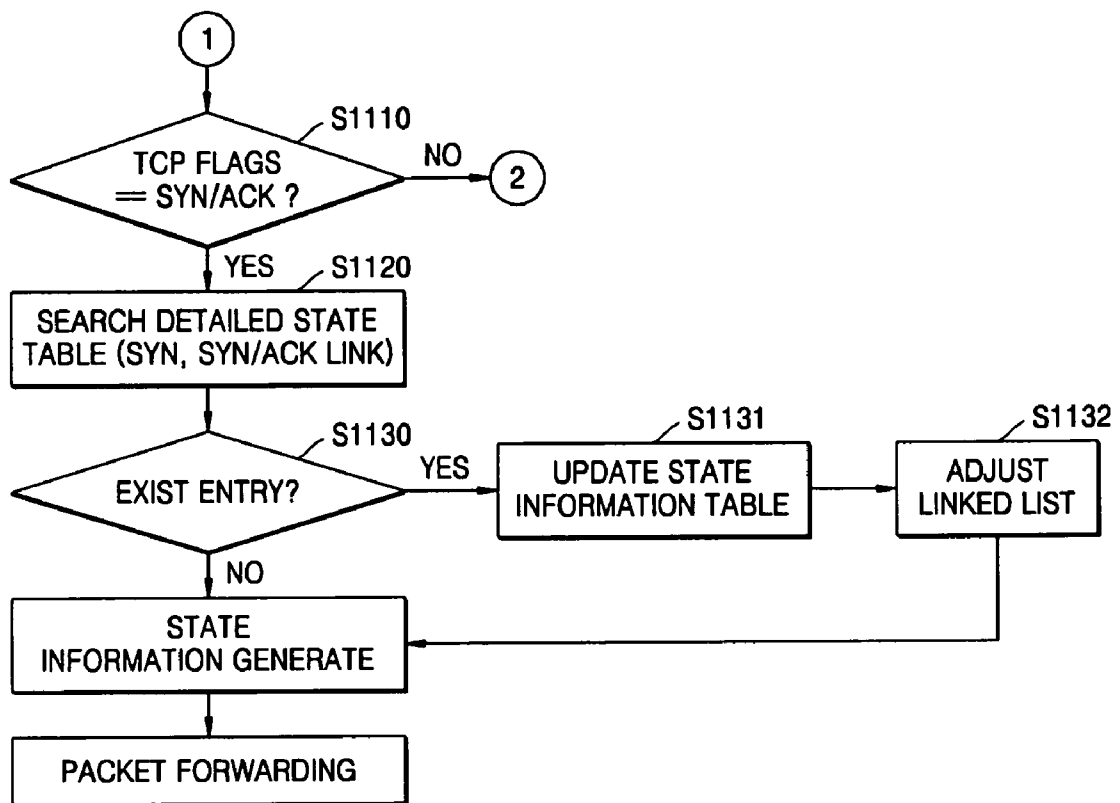 1
S1110
TCP FLAGS
== SYN/ACK ?
NO
2
YES
S1120
SEARCH DETAILED STATE
TABLE (SYN, SYN/ACK LINK)
S1130
EXIST ENTRY?
YES
S1131
UPDATE STATE
INFORMATION TABLE
S1132
ADJUST
LINKED LIST
NO
STATE
INFORMATION GENERATE
PACKET FORWARDING